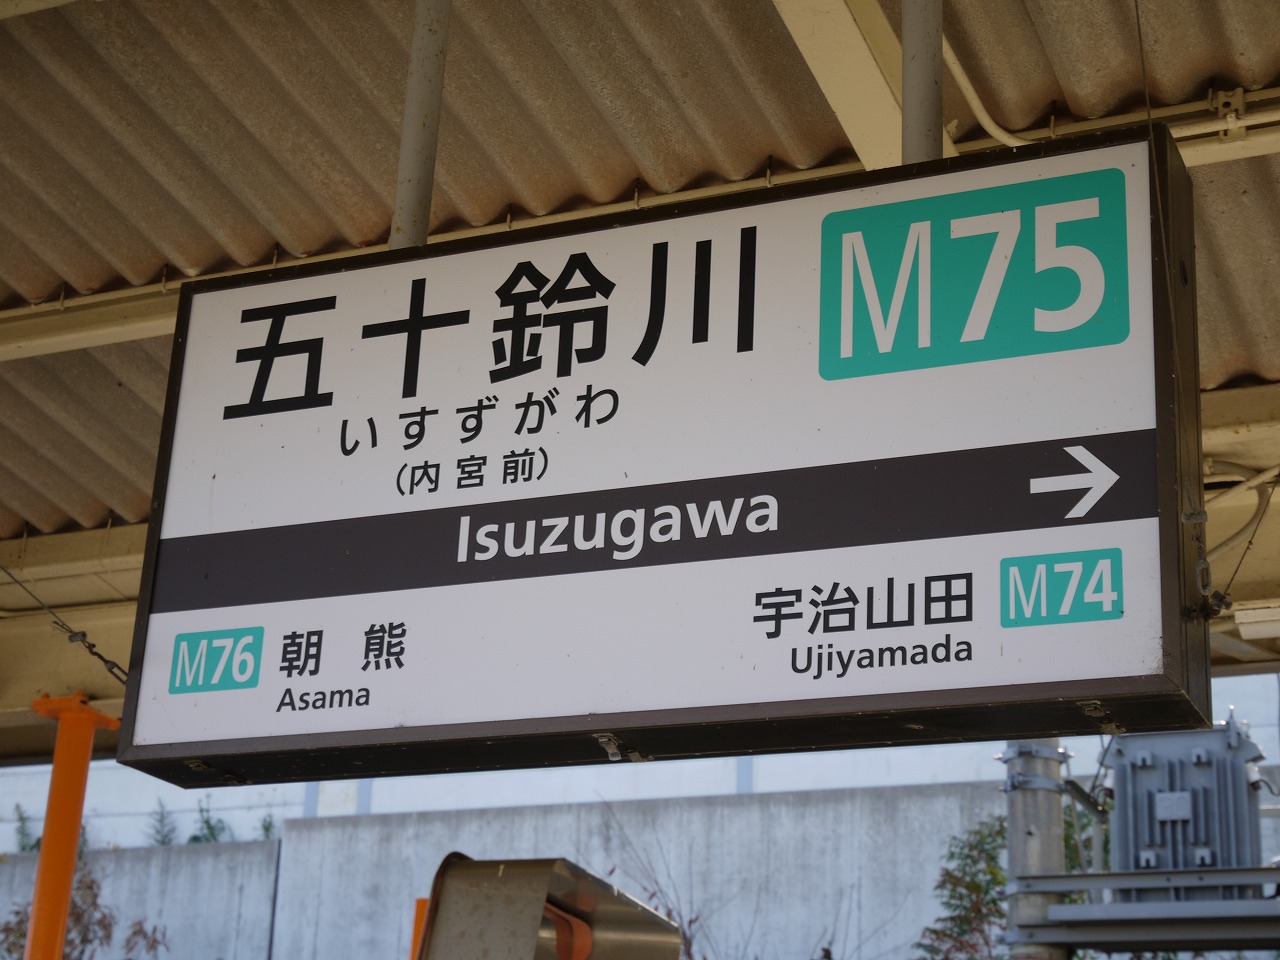 五十鈴川 M75
いすずがわ
(内宮前)
Isuzugawa →
M76 朝熊
Asama
宇治山田 M74
Ujiyamada